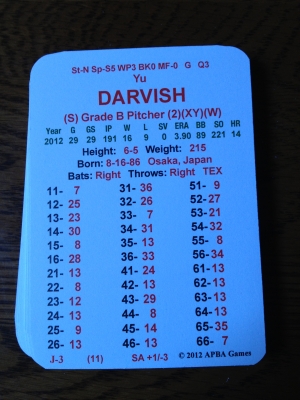 St-N Sp-S5 WP3 BK0 MF-0 G Q3
Yu
DARVISH
(S) Grade B Pitcher (2)(XY)(W)
Year G GS IP W L SV ERA BB SO HR
2012 29 29 191 16 9 0 3.90 89 221 14
Height: 6-5 Weight: 215
Born: 8-16-86 Osaka, Japan
Bats: Right Throws: Right TEX
11- 7 31- 36 51- 9
12- 25 32- 26 52- 27
13- 23 33- 7 53- 21
14- 30 34- 31 54- 32
15- 8 35- 13 55- 8
16- 28 36- 33 56- 34
21- 13 41- 24 61- 13
22- 8 42- 13 62- 13
23- 12 43- 29 63- 13
24- 13 44- 8 64- 13
25- 9 45- 14 65- 35
26- 13 46- 13 66- 7
J-3 (11) SA +1/-3 © 2012 APBA Games